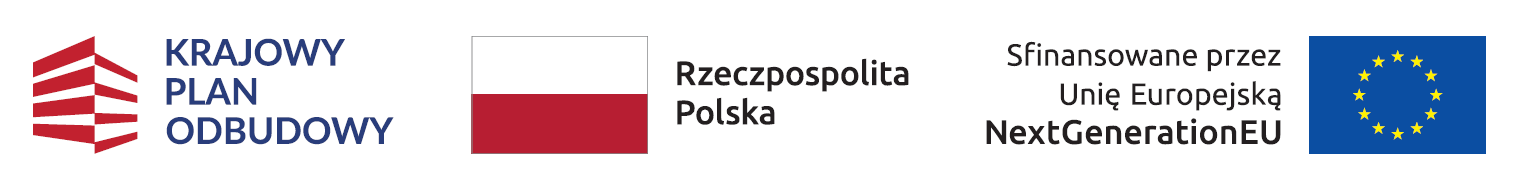 KRAJOWY
PLAN
ODBUDOWY
Rzeczpospolita
Polska
Sfinansowane przez
Unię Europejską
NextGenerationEU